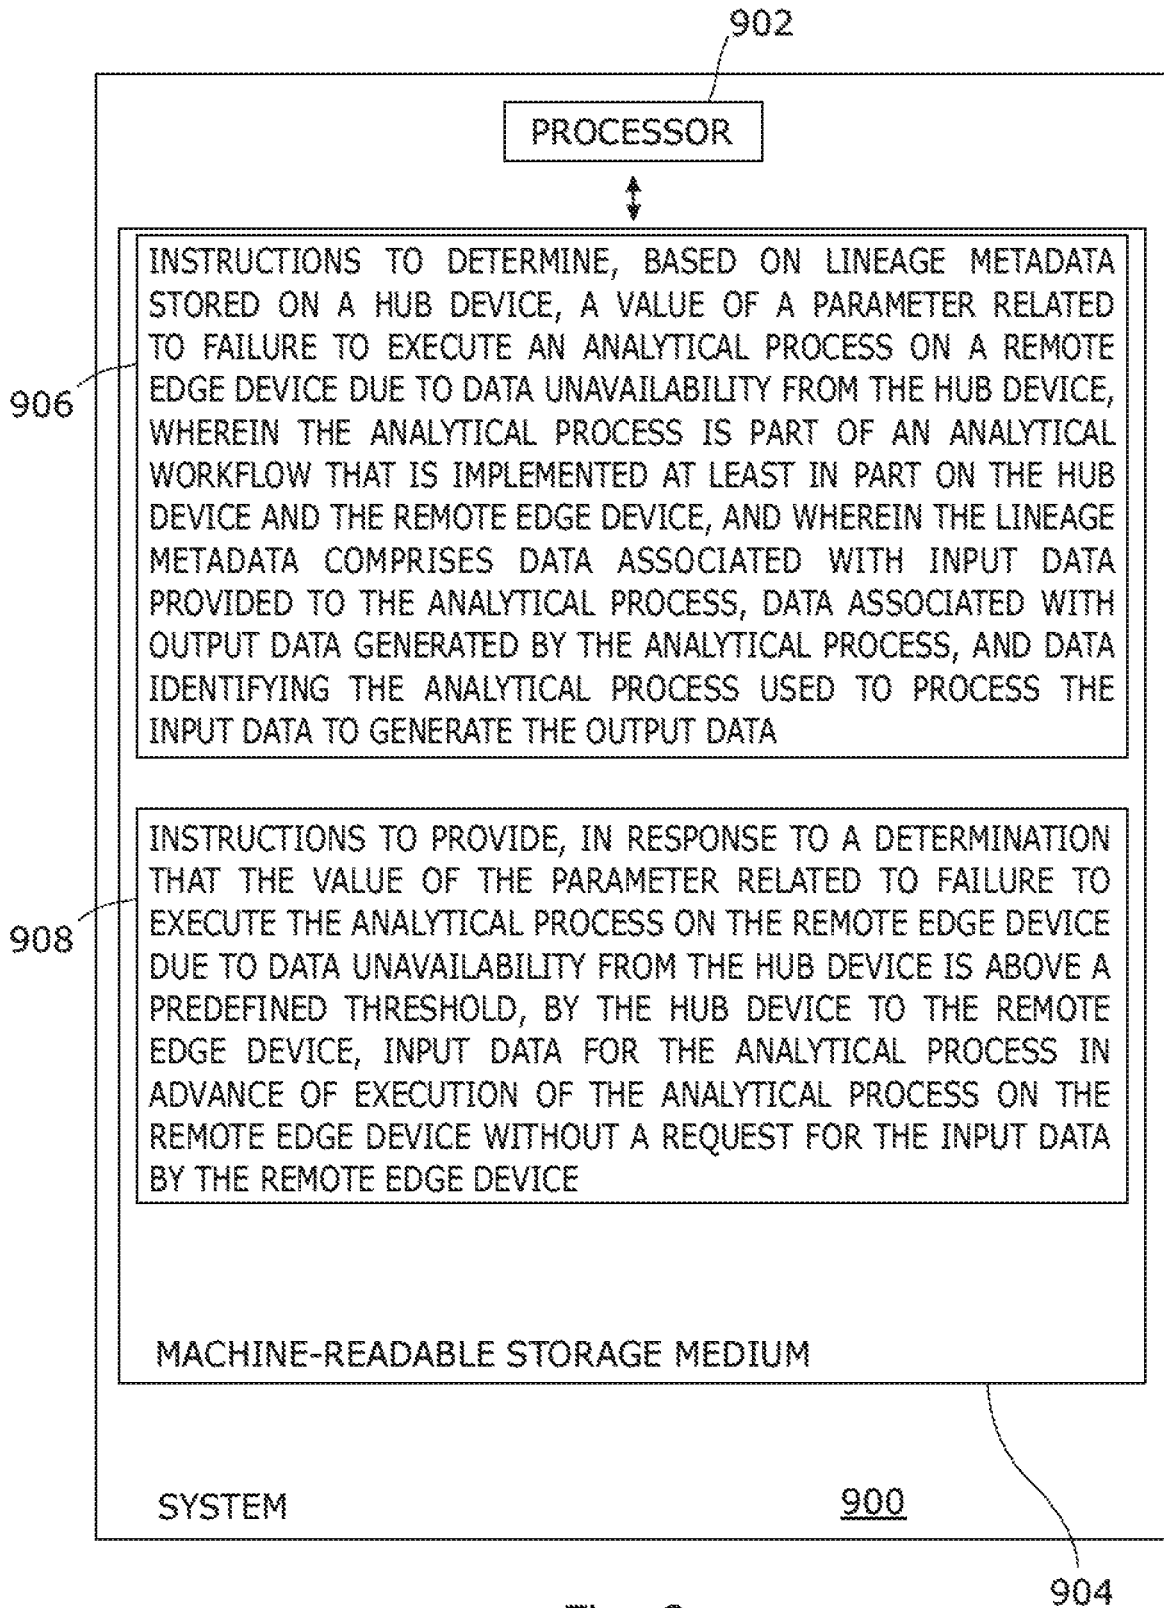 902
PROCESSOR
INSTRUCTIONS TO DETERMINE, BASED ON LINEAGE METADATA
STORED ON A HUB DEVICE, A VALUE OF A PARAMETER RELATED
TO FAILURE TO EXECUTE AN ANALYTICAL PROCESS ON A REMOTE
EDGE DEVICE DUE TO DATA UNAVAILABILITY FROM THE HUB DEVICE,
906
WHEREIN THE ANALYTICAL PROCESS IS PART OF AN ANALYTICAL
WORKFLOW THAT IS IMPLEMENTED AT LEAST IN PART ON THE HUB
DEVICE AND THE REMOTE EDGE DEVICE, AND WHEREIN THE LINEAGE
METADATA COMPRISES DATA ASSOCIATED WITH INPUT DATA
PROVIDED TO THE ANALYTICAL PROCESS, DATA ASSOCIATED WITH
OUTPUT DATA GENERATED BY THE ANALYTICAL PROCESS, AND DATA
IDENTIFYING THE ANALYTICAL PROCESS USED TO PROCESS THE
INPUT DATA TO GENERATE THE OUTPUT DATA
INSTRUCTIONS TO PROVIDE, IN RESPONSE TO A DETERMINATION
THAT THE VALUE OF THE PARAMETER RELATED TO FAILURE TO
EXECUTE THE ANALYTICAL PROCESS ON THE REMOTE EDGE DEVICE
908
DUE TO DATA UNAVAILABILITY FROM THE HUB DEVICE IS ABOVE A
PREDEFINED THRESHOLD, BY THE HUB DEVICE TO THE REMOTE
EDGE DEVICE, INPUT DATA FOR THE ANALYTICAL PROCESS IN
ADVANCE OF EXECUTION OF THE ANALYTICAL PROCESS ON THE
REMOTE EDGE DEVICE WITHOUT A REQUEST FOR THE INPUT DATA
BY THE REMOTE EDGE DEVICE
MACHINE-READABLE STORAGE MEDIUM
SYSTEM
900
904